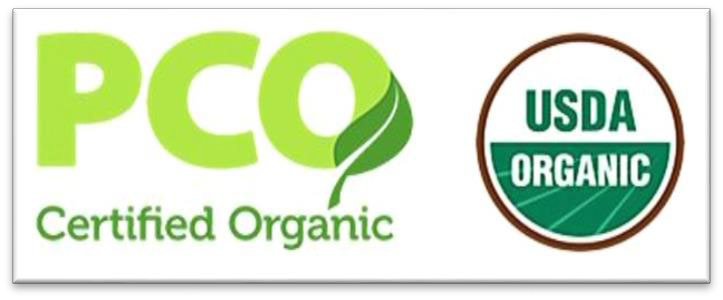 PCO
Certified Organic
USDA
ORGANIC